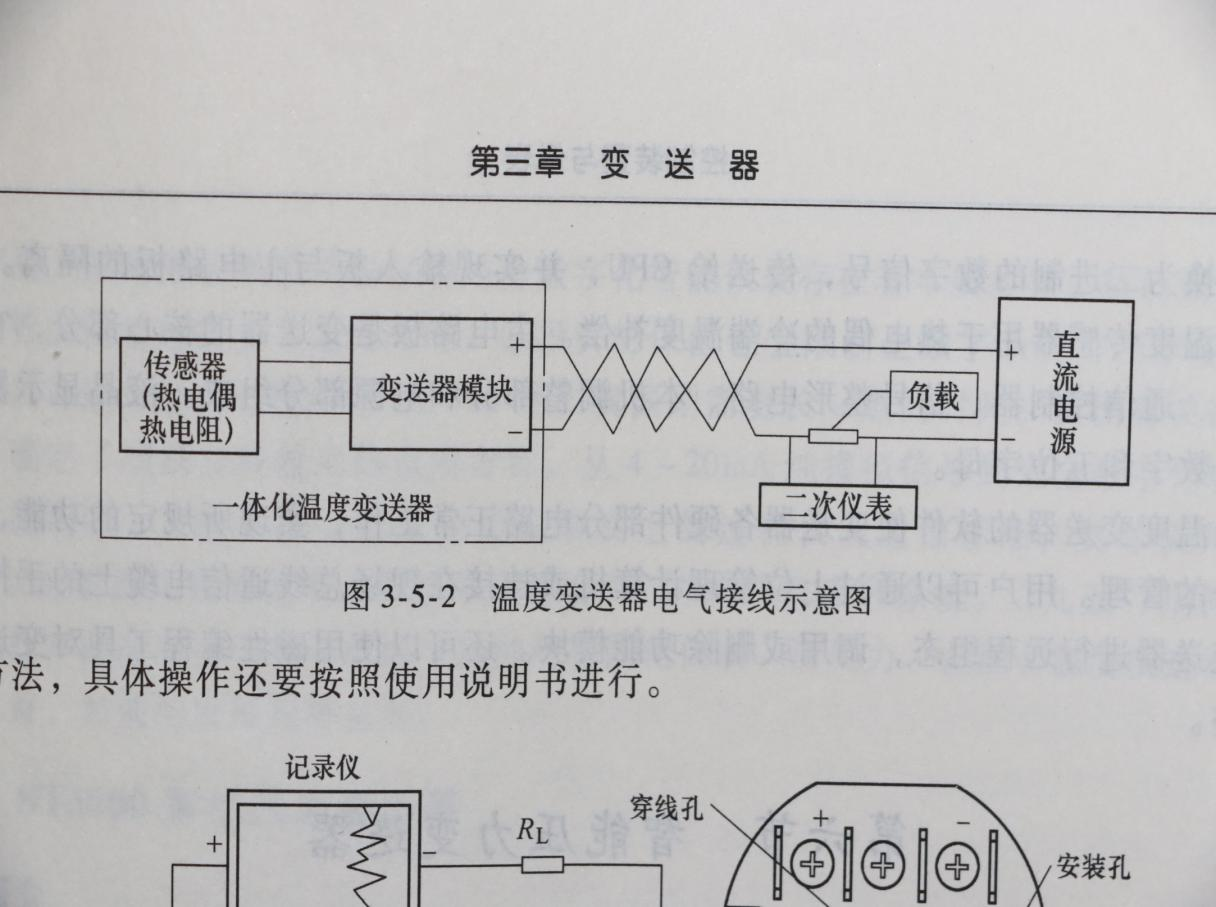 第三章 变送器
传感器
(热电偶
热电阻)
变送器模块
+
−
一体化温度变送器
负载
二次仪表
+
−
直流电源
图 3-5-2 温度变送器电气接线示意图
方法，具体操作还要按照使用说明书进行。
记录仪
+
RL
穿线孔
+
−
安装孔